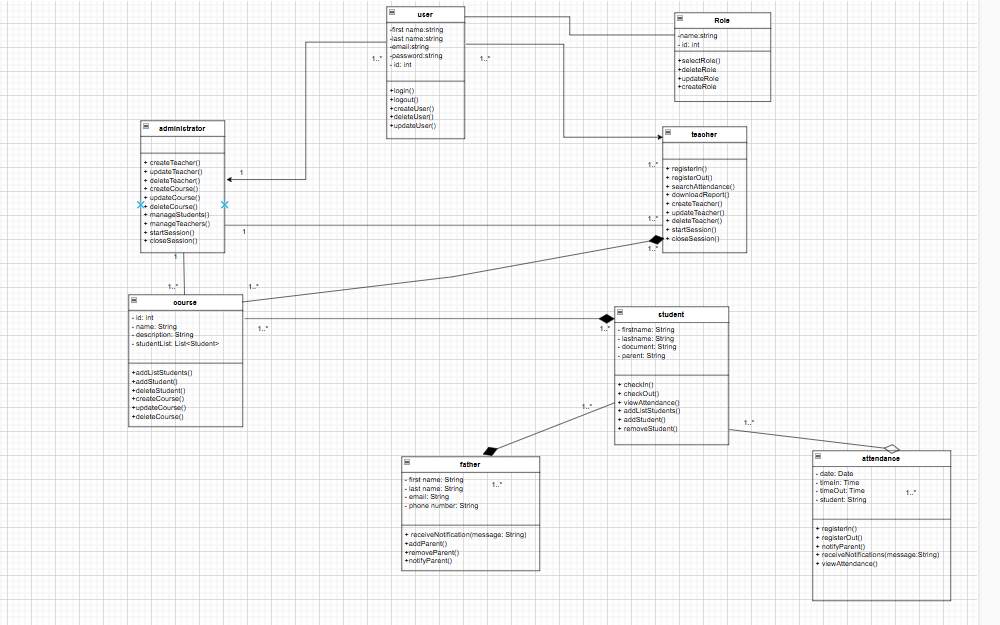 user
-first name:string
-last name:string
-email:string
-password:string
- id: int
+login()
+logout()
+createUser()
+deleteUser()
+updateUser()
Role
-name:string
- id: int
+selectRole()
+deleteRole
+updateRole
+createRole
1..*
1..*
administrator
+ createTeacher()
+ updateTeacher()
+ deleteTeacher()
+ createCourse()
+ updateCourse()
+ deleteCourse()
+ manageStudents()
+ manageTeachers()
+ startSession()
+ closeSession()
1
1
1
teacher
+ registerIn()
+ registerOut()
+ searchAttendance()
+ downloadReport()
+ createTeacher()
+ updateTeacher()
+ deleteTeacher()
+ startSession()
+ closeSession()
1..*
1..*
1..*
1..*
1..*
course
- id: int
- name: String
- description: String
- studentList: List<Student>
+addListStudents()
+addStudent()
+deleteStudent()
+createCourse()
+updateCourse()
+deleteCourse()
1..*
1..*
student
- firstname: String
- lastname: String
- document: String
- parent: String
+ checkIn()
+ checkOut()
+ viewAttendance()
+ addListStudents()
+ addStudent()
+ removeStudent()
1..*
1..*
father
- first name: String
- last name: String
- email: String
- phone number: String
1..*
+ receiveNotification(message: String)
+addParent()
+removeParent()
+notifyParent()
attendance
- date: Date
- timeIn: Time
- timeOut: Time
- student: String
1..*
+ registerIn()
+ registerOut()
+ notifyParent()
+ receiveNotifications(message:String)
+ viewAttendance()